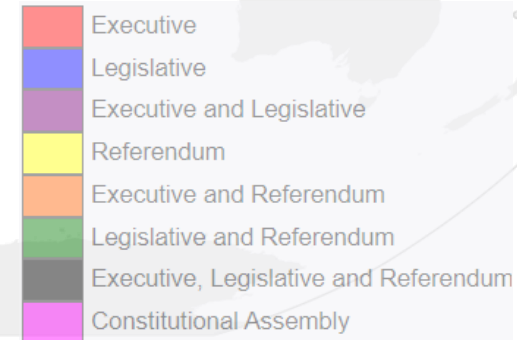 Executive
Legislative
Executive and Legislative
Referendum
Executive and Referendum
Legislative and Referendum
Executive, Legislative and Referendum
Constitutional Assembly